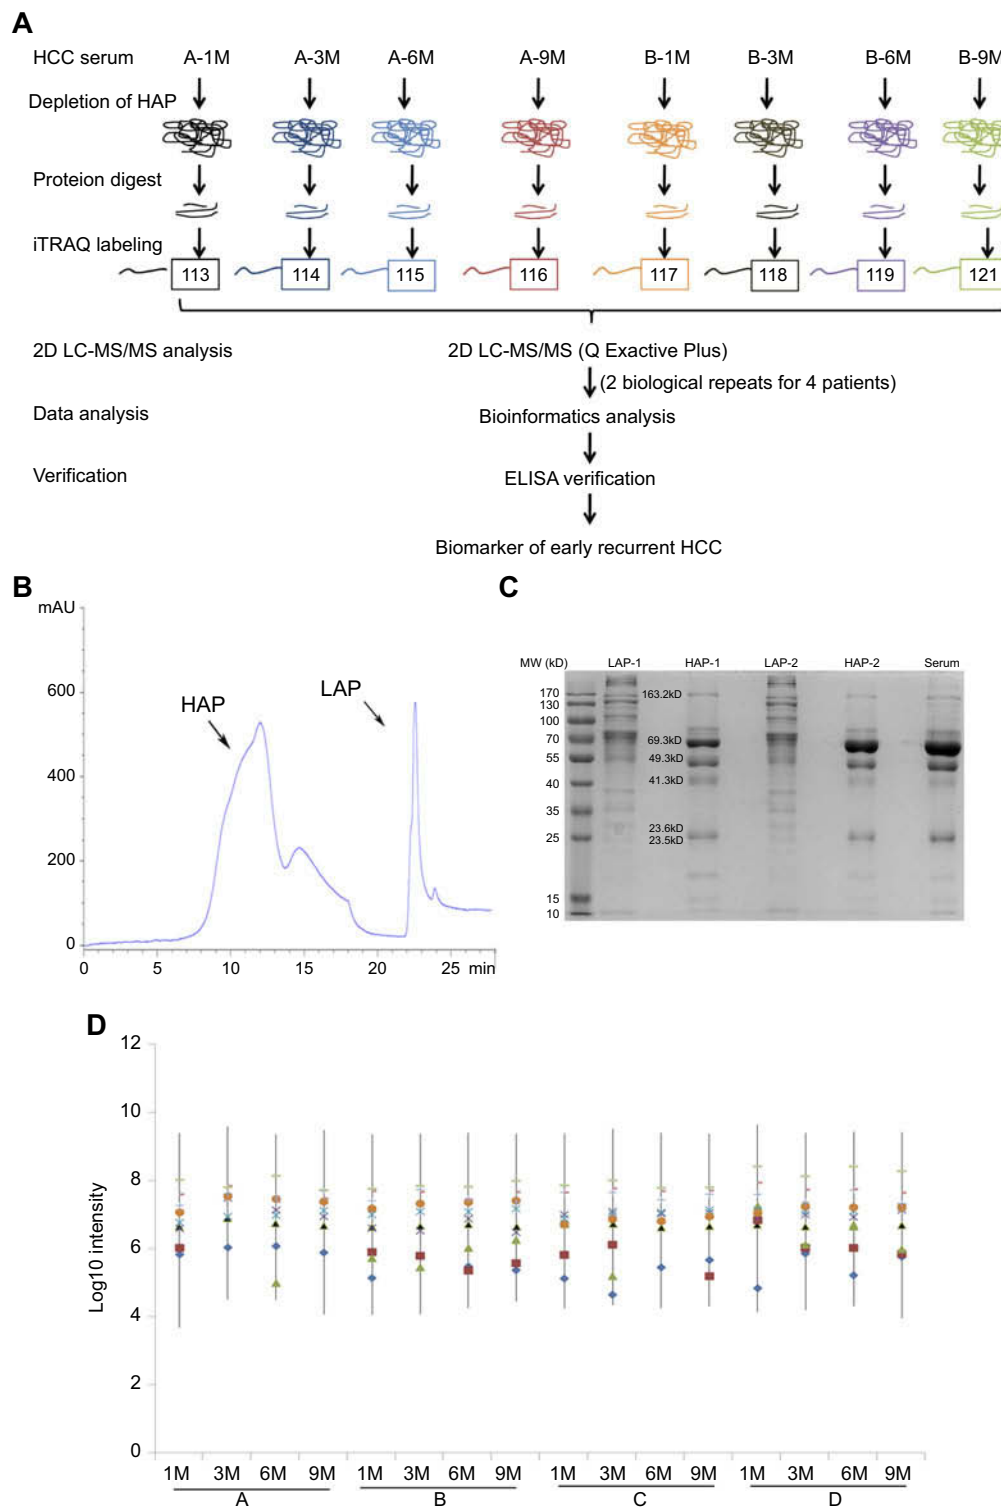 A
HCC serum A-1M A-3M A-6M A-9M B-1M B-3M B-6M B-9M
Depletion of HAP
Proteion digest
iTRAQ labeling
113 114 115 116 117 118 119 121
2D LC-MS/MS analysis 2D LC-MS/MS (Q Exactive Plus)
(2 biological repeats for 4 patients)
Data analysis Bioinformatics analysis
Verification ELISA verification
Biomarker of early recurrent HCC
B
mAU
600
400
200
0
0 5 10 15 20 25 min
HAP
LAP
C
MW (kD) LAP-1 HAP-1 LAP-2 HAP-2 Serum
170
130
100
70
55
40
35
25
15
10
163.2kD
69.3kD
49.3kD
41.3kD
23.6kD
23.5kD
D
Log10 intensity
12
10
8
6
4
2
0
1M 3M 6M 9M 1M 3M 6M 9M 1M 3M 6M 9M 1M 3M 6M 9M
A B C D